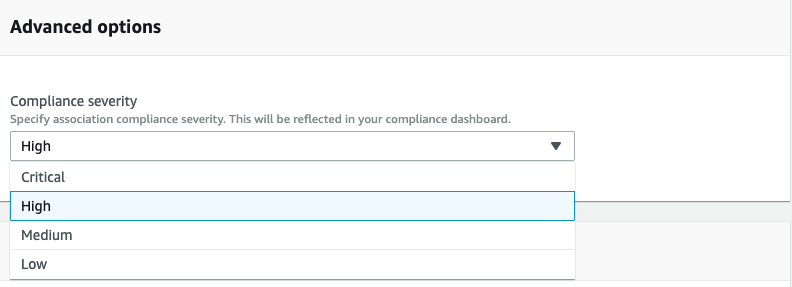 Advanced options
Compliance severity
Specify association compliance severity. This will be reflected in your compliance dashboard.
High
Critical
High
Medium
Low